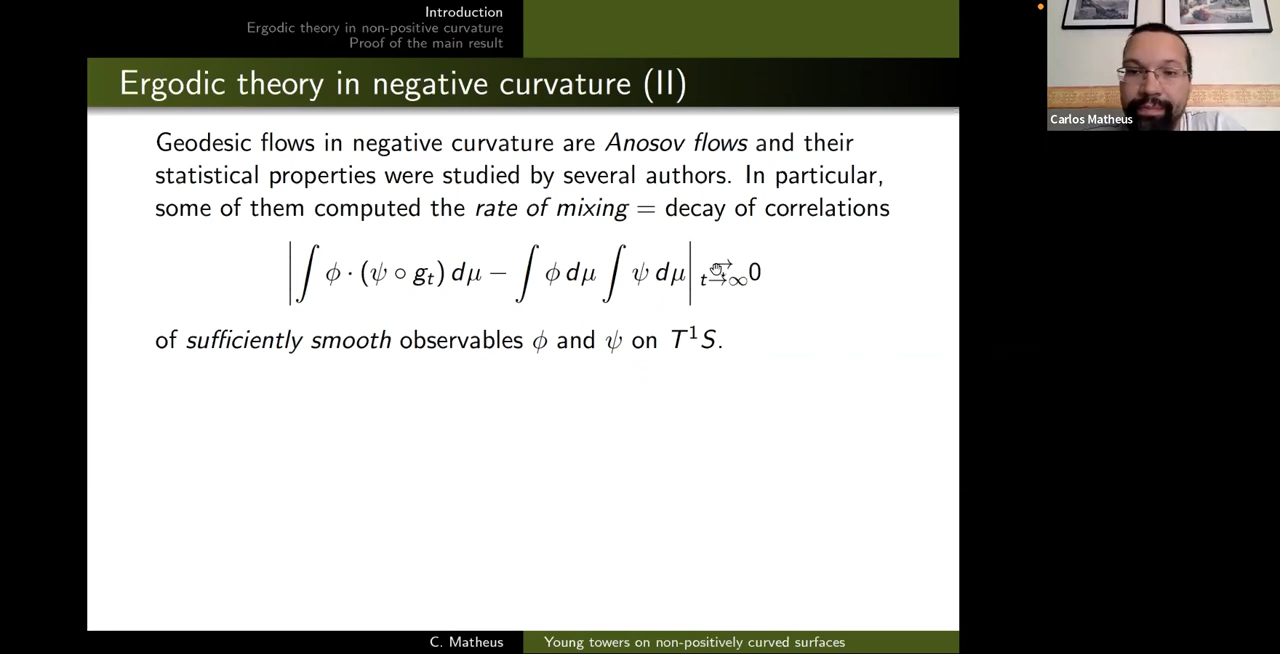 Introduction
Ergodic theory in non-positive curvature
Proof of the main result
Ergodic theory in negative curvature (II)
Carlos Matheus
Geodesic flows in negative curvature are Anosov flows and their
statistical properties were studied by several authors. In particular,
some of them computed the rate of mixing = decay of correlations
|∫ ϕ · (ψ ∘ g_t) dμ − ∫ ϕ dμ ∫ ψ dμ| t→∞ 0
of sufficiently smooth observables ϕ and ψ on T¹S.
C. Matheus
Young towers on non-positively curved surfaces